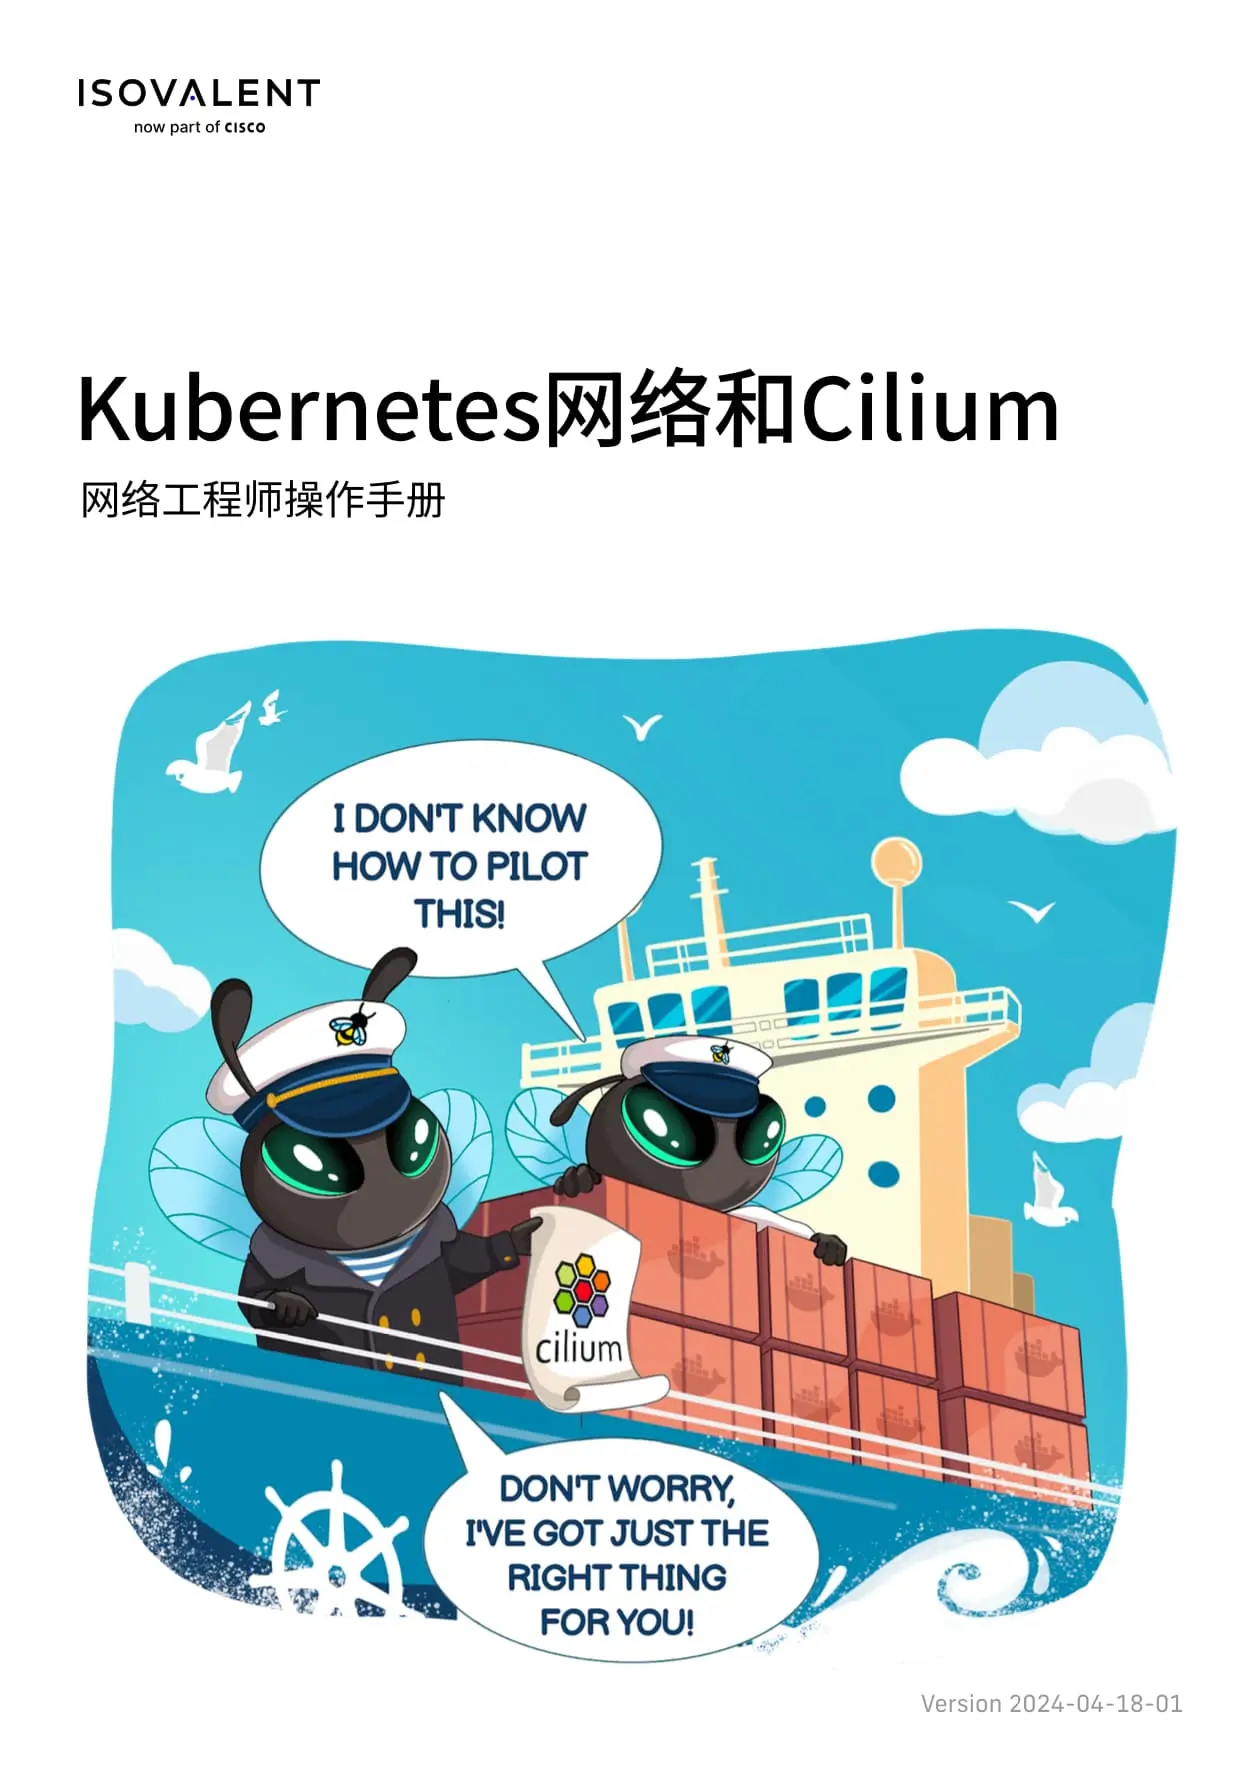 ISOVALENT
now part of CISCO
Kubernetes网络和Cilium
网络工程师操作手册
I DON'T KNOW
HOW TO PILOT
THIS!
cilium
DON'T WORRY,
I'VE GOT JUST THE
RIGHT THING
FOR YOU!
Version 2024-04-18-01